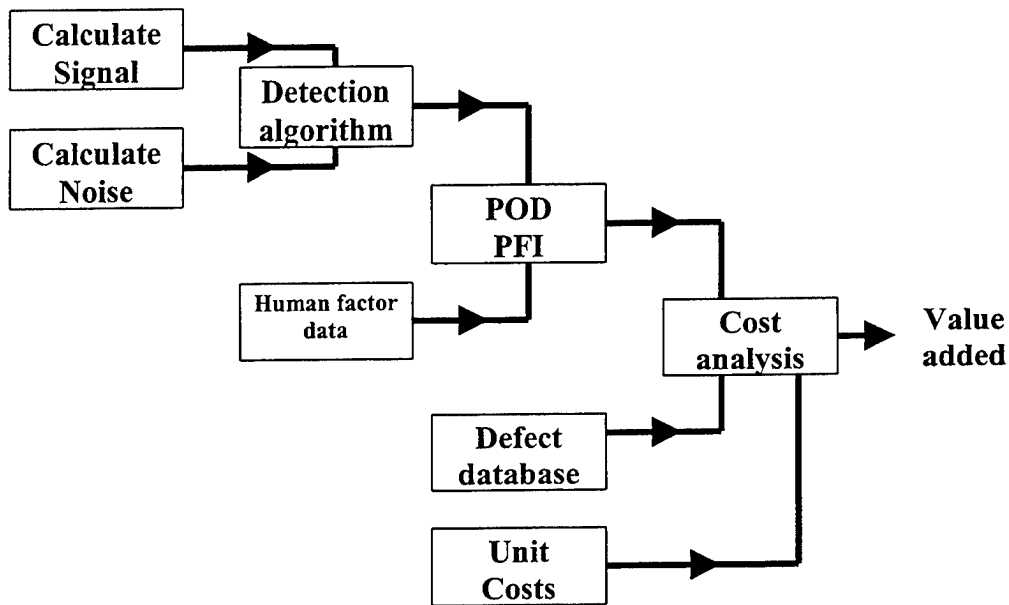 Calculate
Signal
Detection
algorithm
Calculate
Noise
POD
PFI
Human factor
data
Cost
analysis
Value
added
Defect
database
Unit
Costs